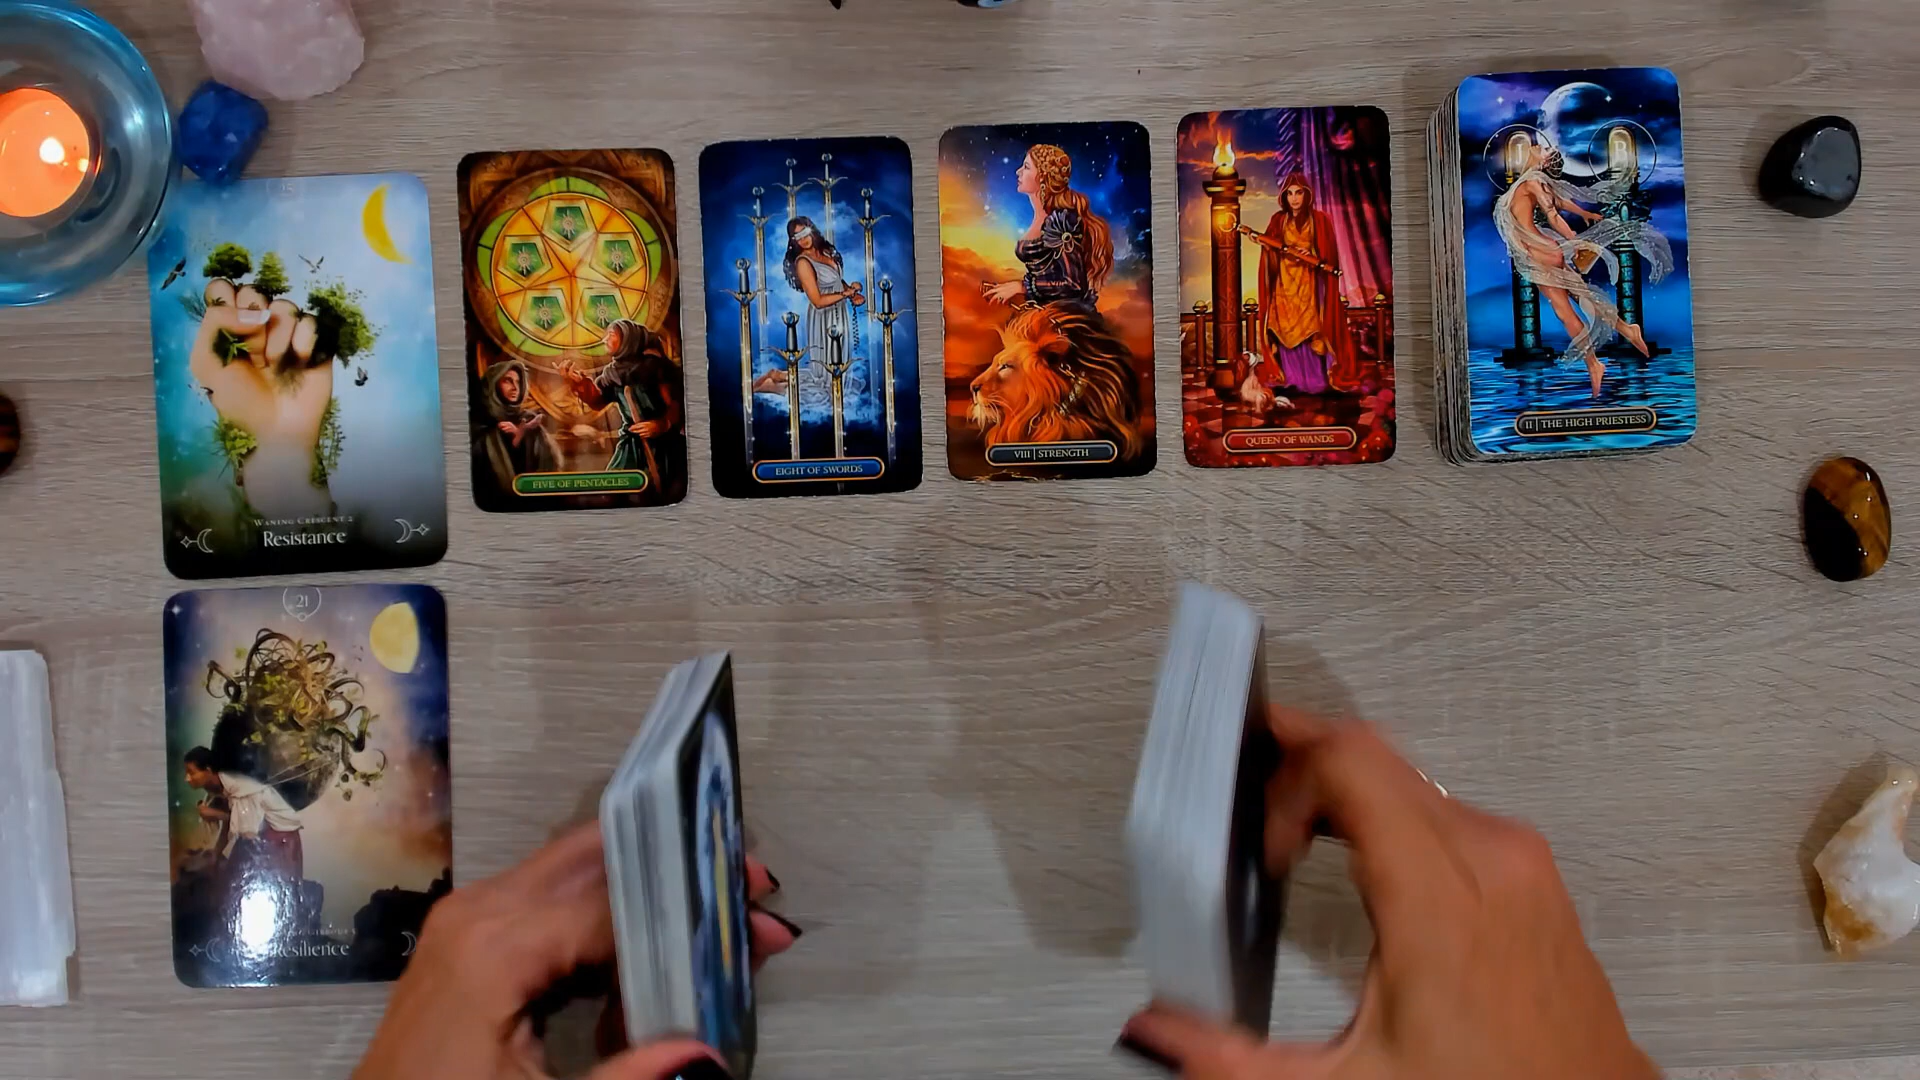 25
WANING CRESCENT 2
Resistance
FIVE OF PENTACLES
EIGHT OF SWORDS
VIII | STRENGTH
QUEEN OF WANDS
J
B
II | THE HIGH PRIESTESS
21
Resilience